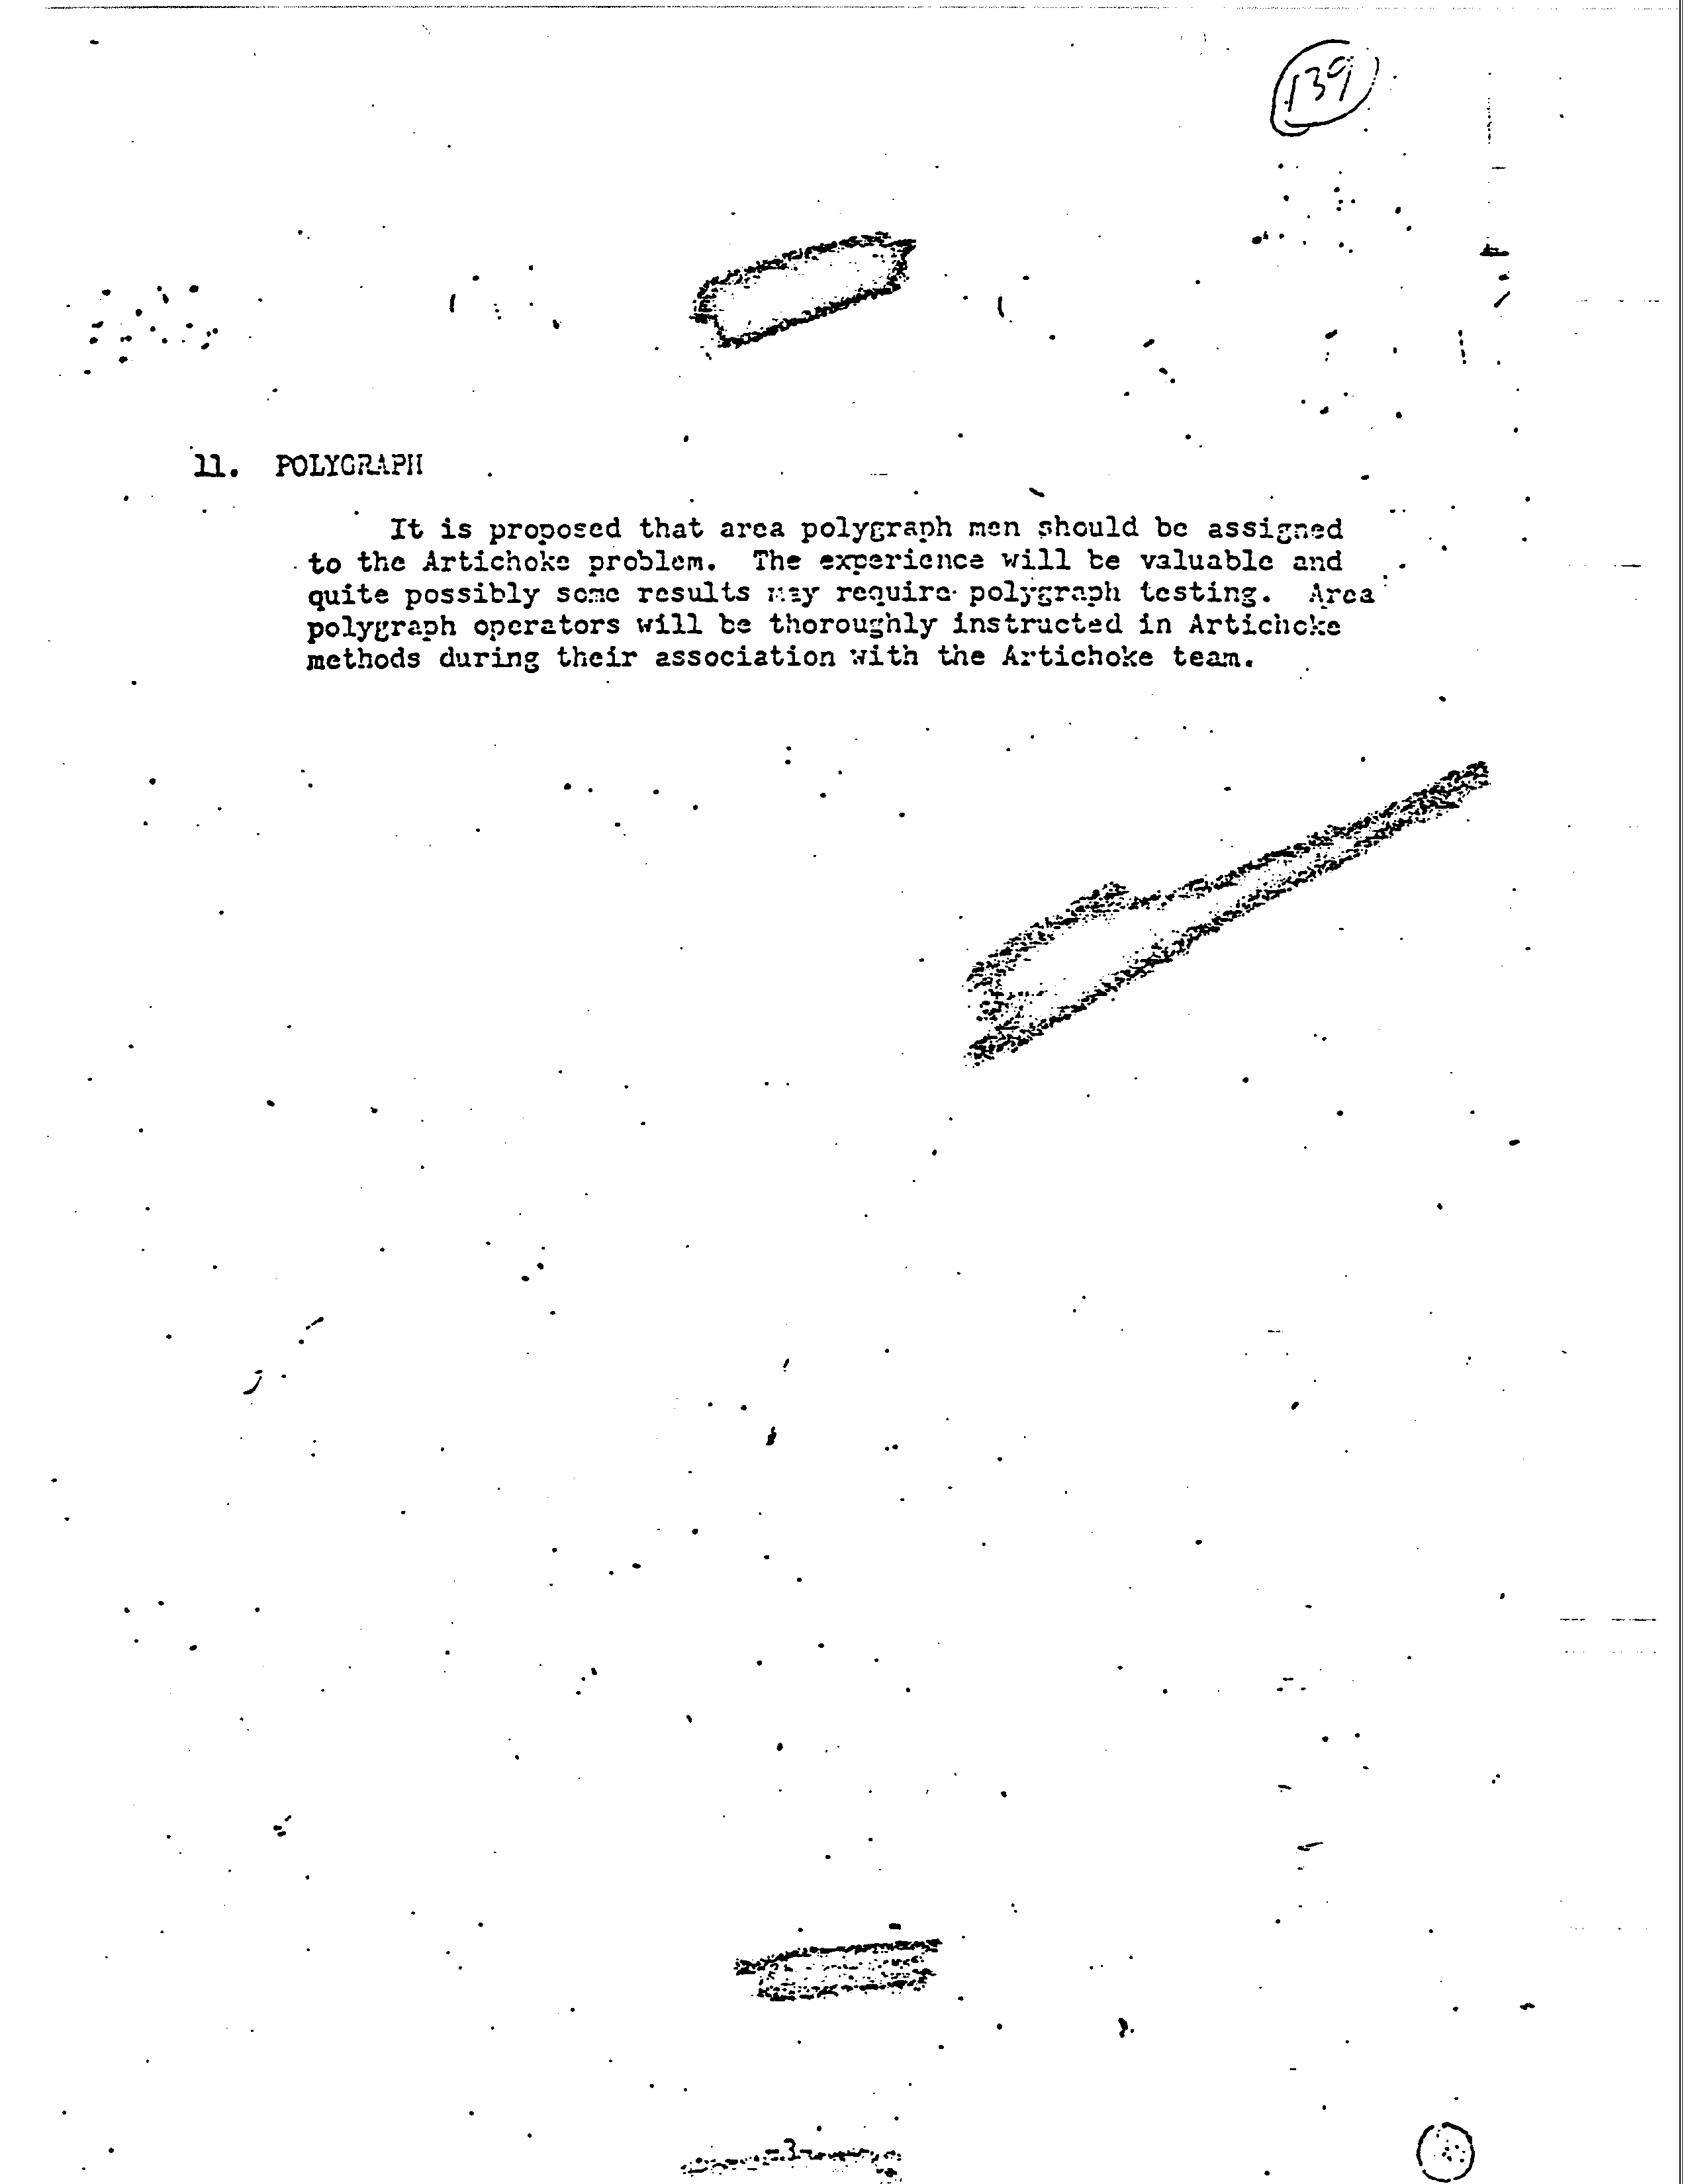 139
11. POLYGRAPH
It is proposed that area polygraph men should be assigned
to the Artichoke problem. The experience will be valuable and
quite possibly some results may require polygraph testing. Area
polygraph operators will be thoroughly instructed in Artichoke
methods during their association with the Artichoke team.
-3-